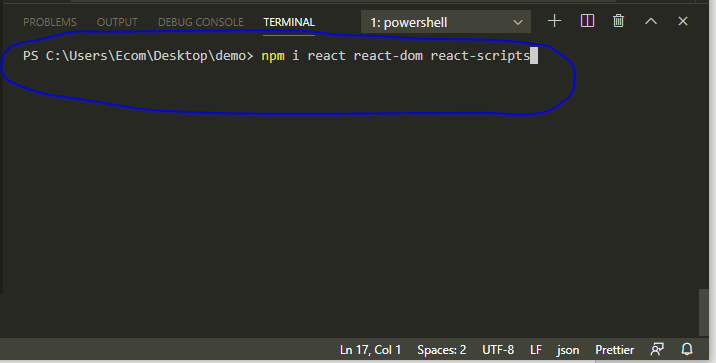 PROBLEMS OUTPUT DEBUG CONSOLE TERMINAL 1: powershell
PS C:\Users\Ecom\Desktop\demo> npm i react react-dom react-scripts
Ln 17, Col 1 Spaces: 2 UTF-8 LF json Prettier